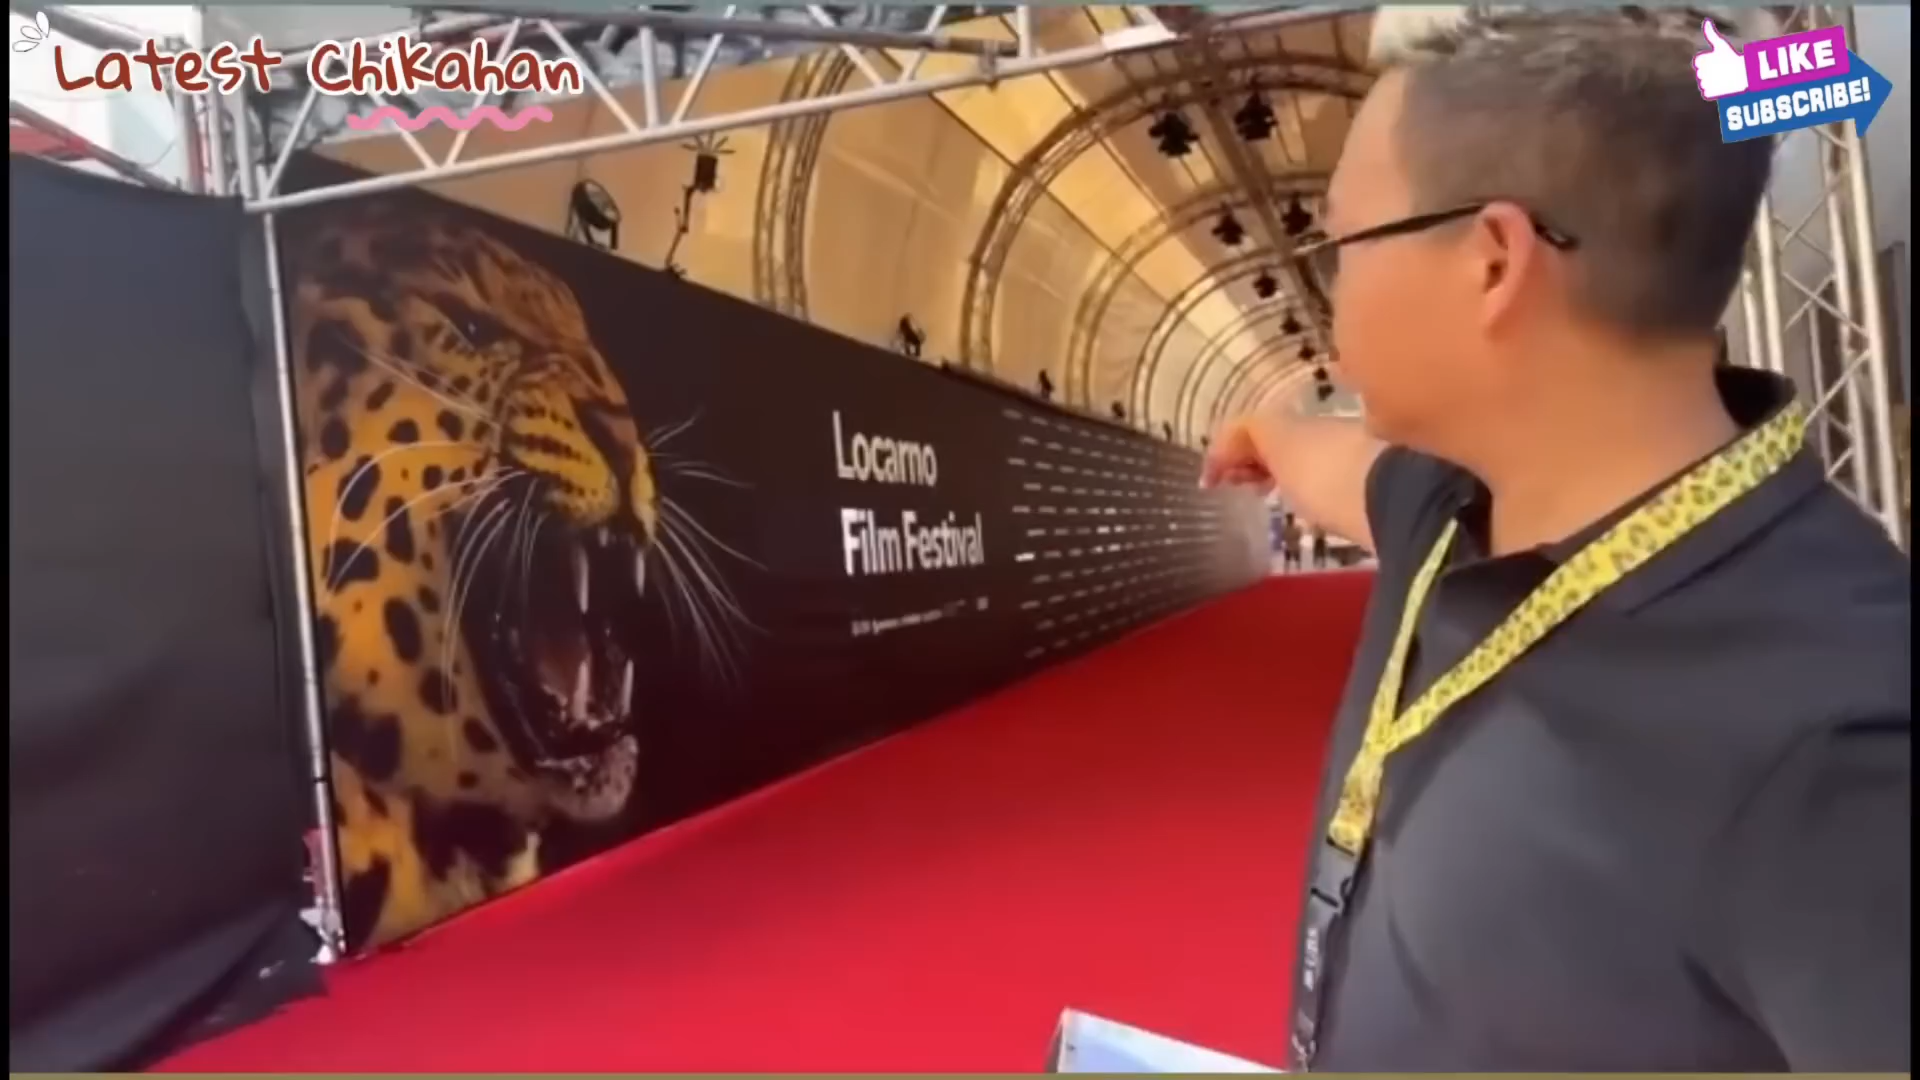 Latest Chikahan
LIKE
SUBSCRIBE!
Locarno
Film Festival